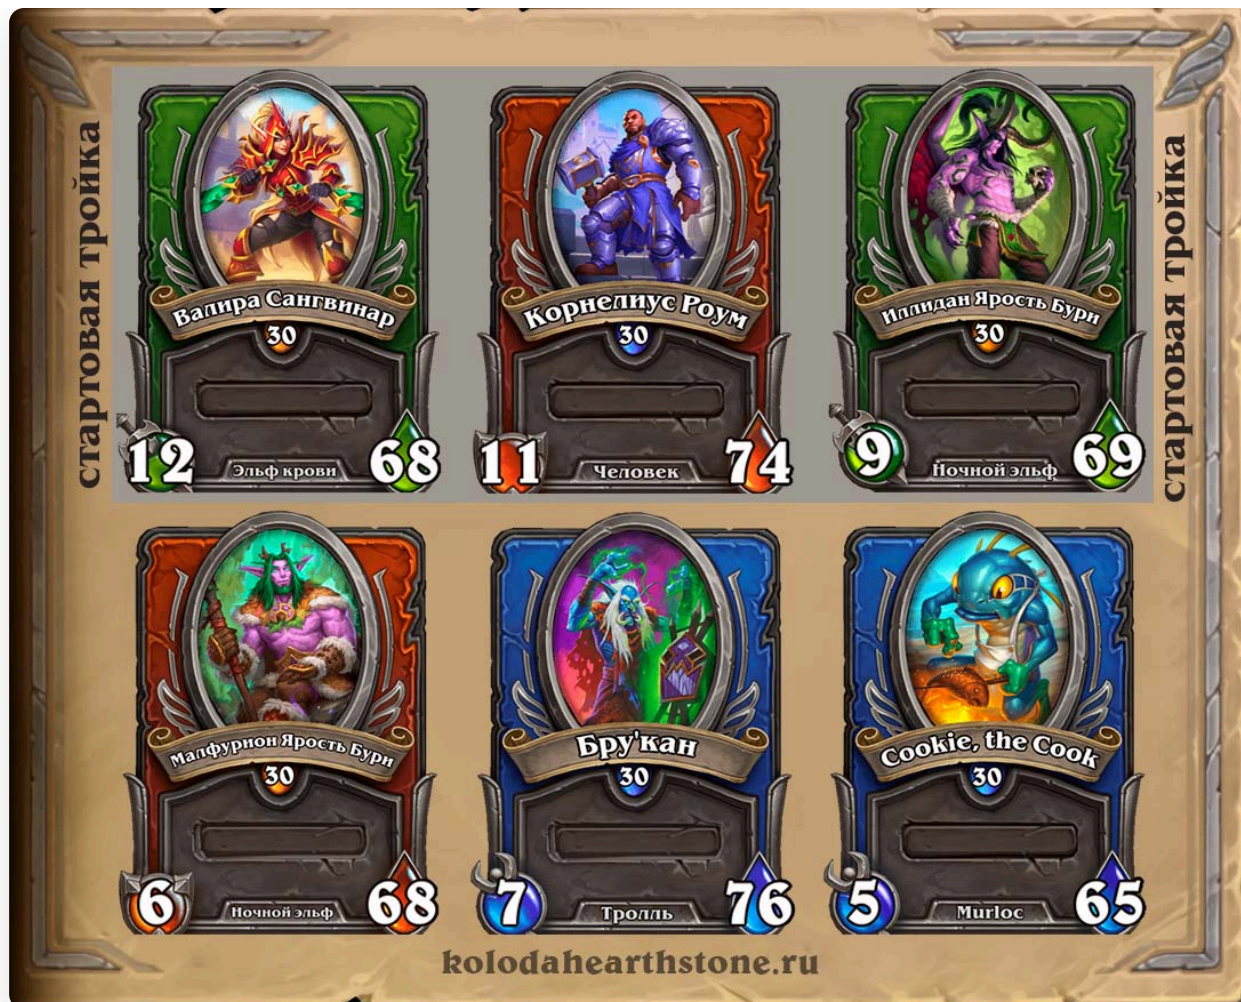 стартовая тройка
Валира Сангвинар
30
12
Эльф крови
68
Корнелиус Роум
30
11
Человек
74
Иллидан Ярость Бури
30
9
Ночной эльф
69
стартовая тройка
Малфурион Ярость Бури
30
6
Ночной эльф
68
Бру'кан
30
7
Тролль
76
Cookie, the Cook
30
5
Murloc
65
kolodahearthstone.ru